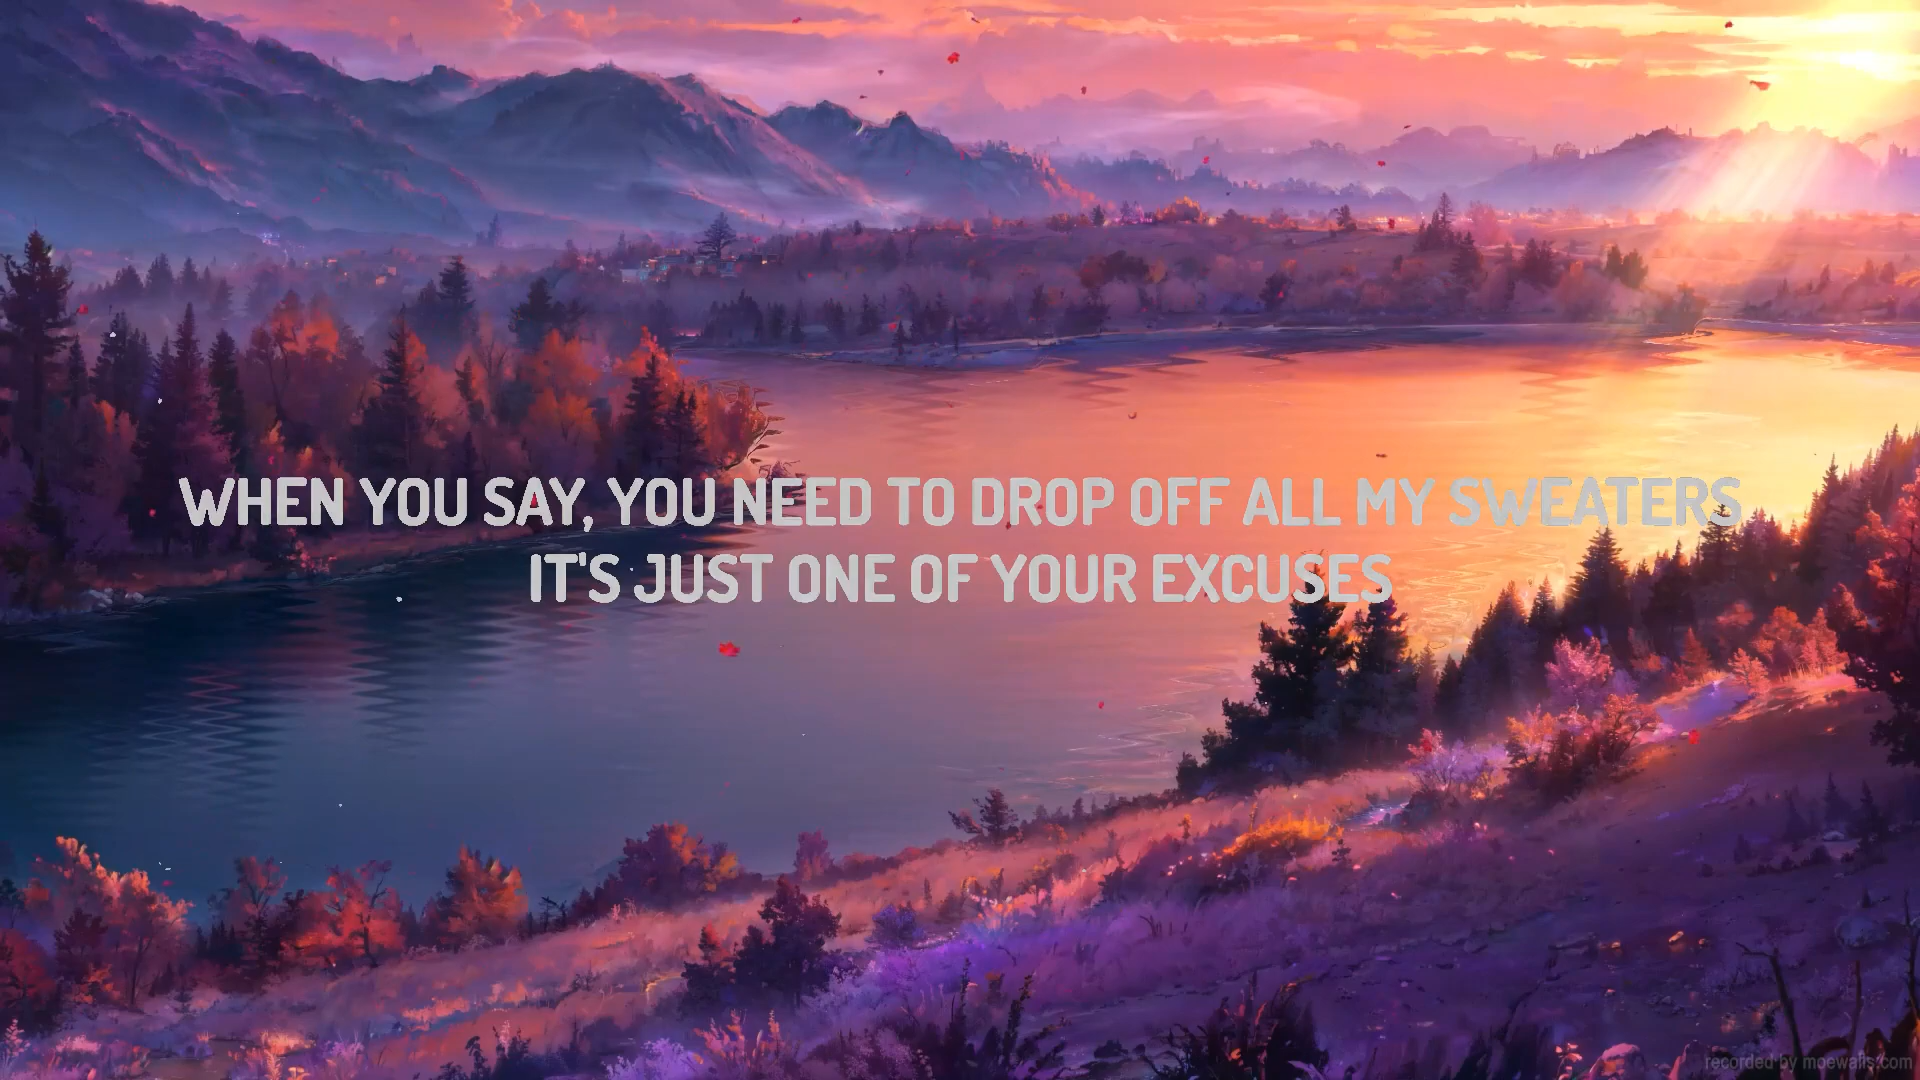 WHEN YOU SAY, YOU NEED TO DROP OFF ALL MY SWEATERS
IT'S JUST ONE OF YOUR EXCUSES
recorded by moewalls.com